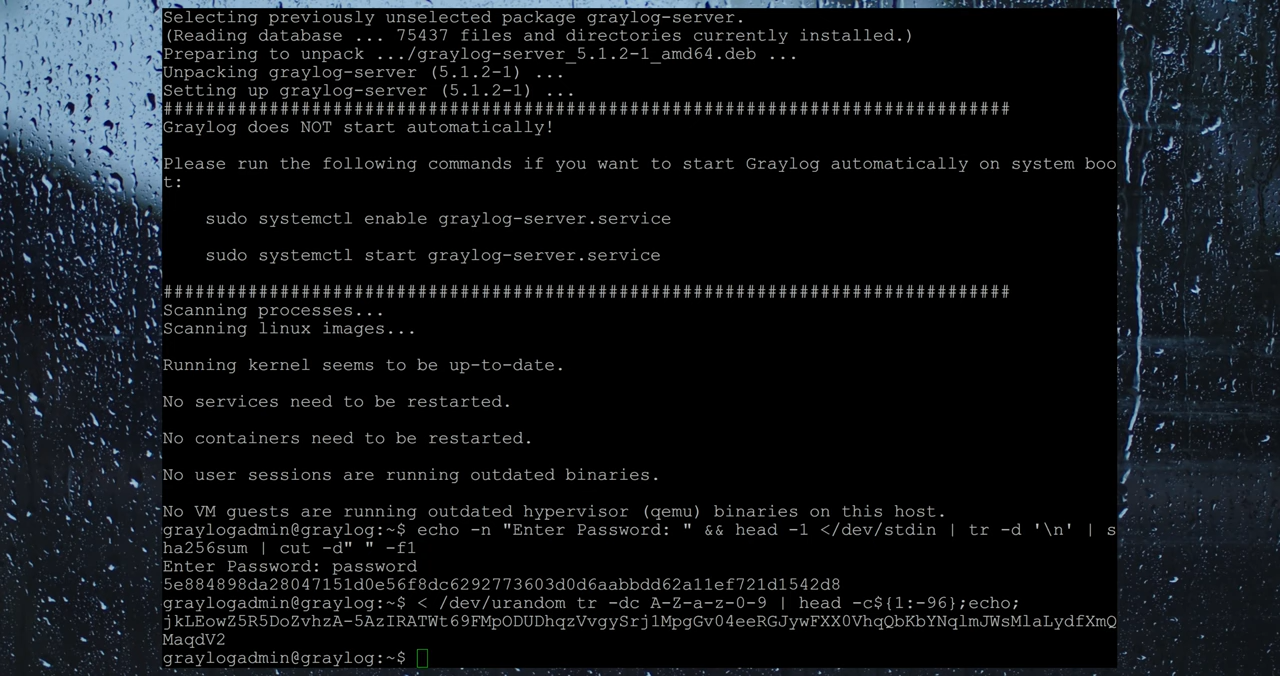 Selecting previously unselected package graylog-server.
(Reading database ... 75437 files and directories currently installed.)
Preparing to unpack .../graylog-server_5.1.2-1_amd64.deb ...
Unpacking graylog-server (5.1.2-1) ...
Setting up graylog-server (5.1.2-1) ...
################################################################################
Graylog does NOT start automatically!
Please run the following commands if you want to start Graylog automatically on system boo
t:
    sudo systemctl enable graylog-server.service
    sudo systemctl start graylog-server.service
################################################################################
Scanning processes...
Scanning linux images...
Running kernel seems to be up-to-date.
No services need to be restarted.
No containers need to be restarted.
No user sessions are running outdated binaries.
No VM guests are running outdated hypervisor (qemu) binaries on this host.
graylogadmin@graylog:~$ echo -n "Enter Password: " && head -1 </dev/stdin | tr -d '\n' | s
ha256sum | cut -d" " -f1
Enter Password: password
5e884898da28047151d0e56f8dc6292773603d0d6aabbdd62a11ef721d1542d8
graylogadmin@graylog:~$ < /dev/urandom tr -dc A-Z-a-z-0-9 | head -c${1:-96};echo;
jkLEowZ5R5DoZvhzA-5AzIRATWt69FMpODUDhqzVvgySrj1MpgGv04eeRGJywFXX0VhqQbKbYNqlmJWsMlaLydfXmQ
MaqdV2
graylogadmin@graylog:~$